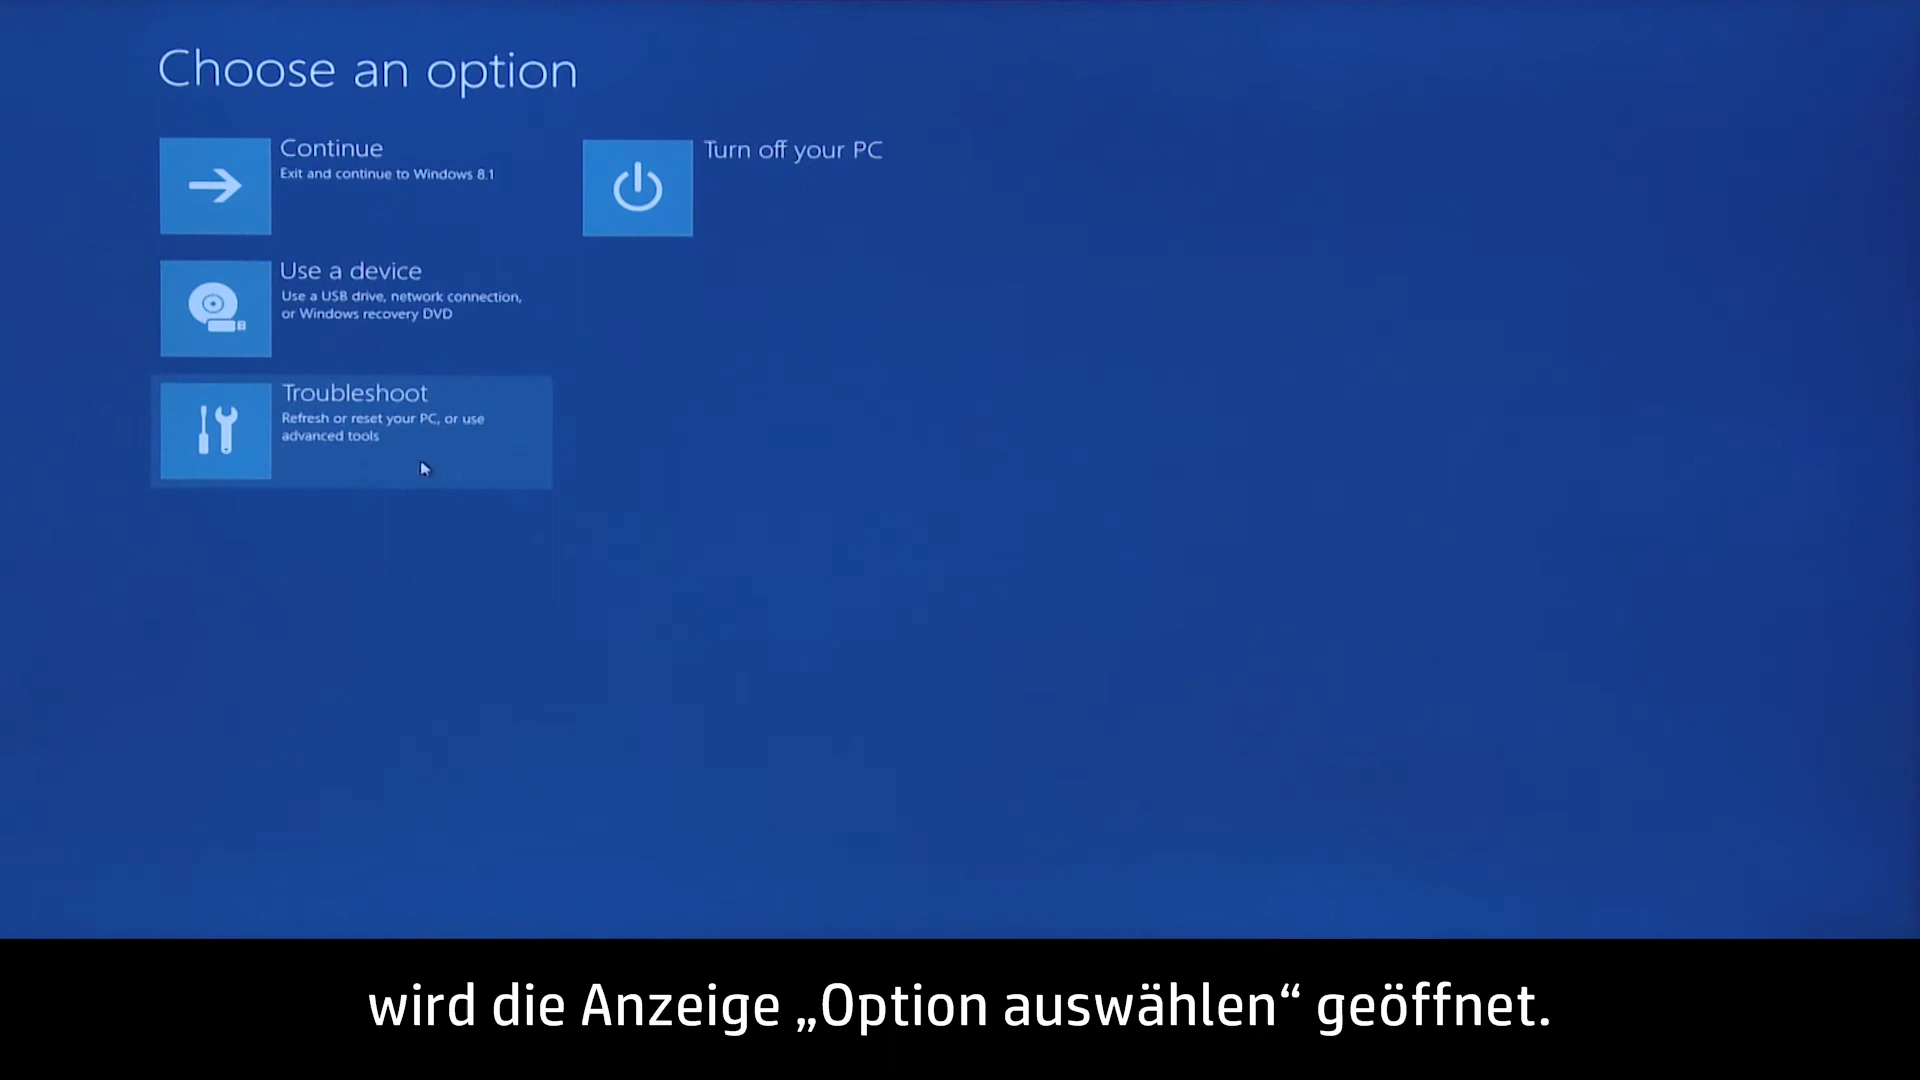 Choose an option
Continue
Exit and continue to Windows 8.1
Turn off your PC
Use a device
Use a USB drive, network connection,
or Windows recovery DVD
Troubleshoot
Refresh or reset your PC, or use
advanced tools
wird die Anzeige „Option auswählen“ geöffnet.